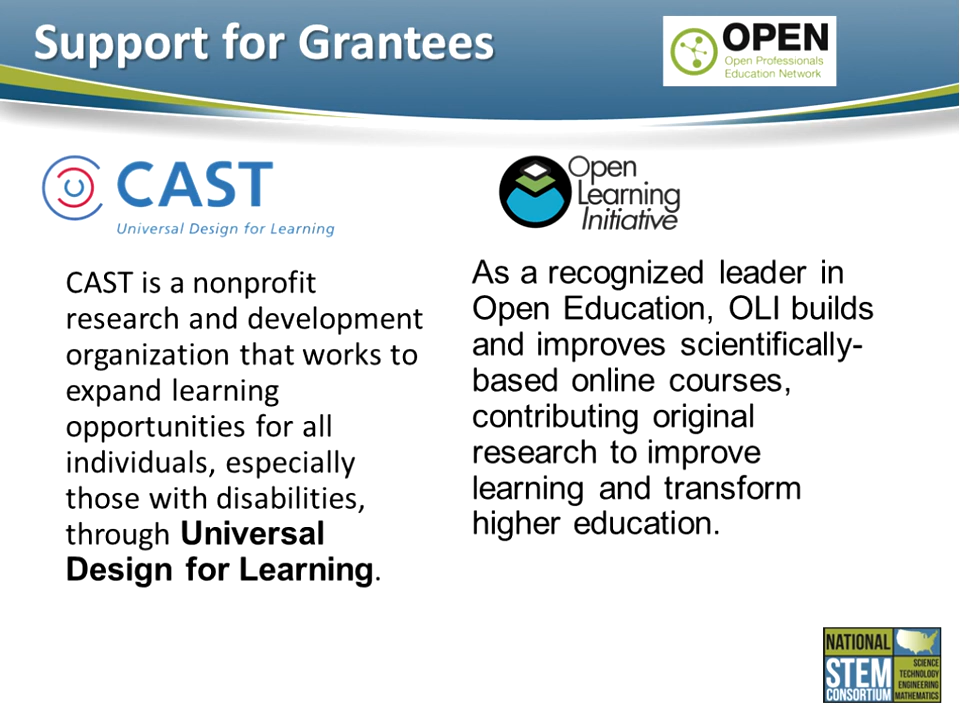 Support for Grantees
OPEN
Open Professionals
Education Network
CAST
Universal Design for Learning
CAST is a nonprofit
research and development
organization that works to
expand learning
opportunities for all
individuals, especially
those with disabilities,
through Universal
Design for Learning.
Open
Learning
Initiative
As a recognized leader in
Open Education, OLI builds
and improves scientifically-
based online courses,
contributing original
research to improve
learning and transform
higher education.
NATIONAL
STEM
CONSORTIUM
SCIENCE
TECHNOLOGY
ENGINEERING
MATHEMATICS